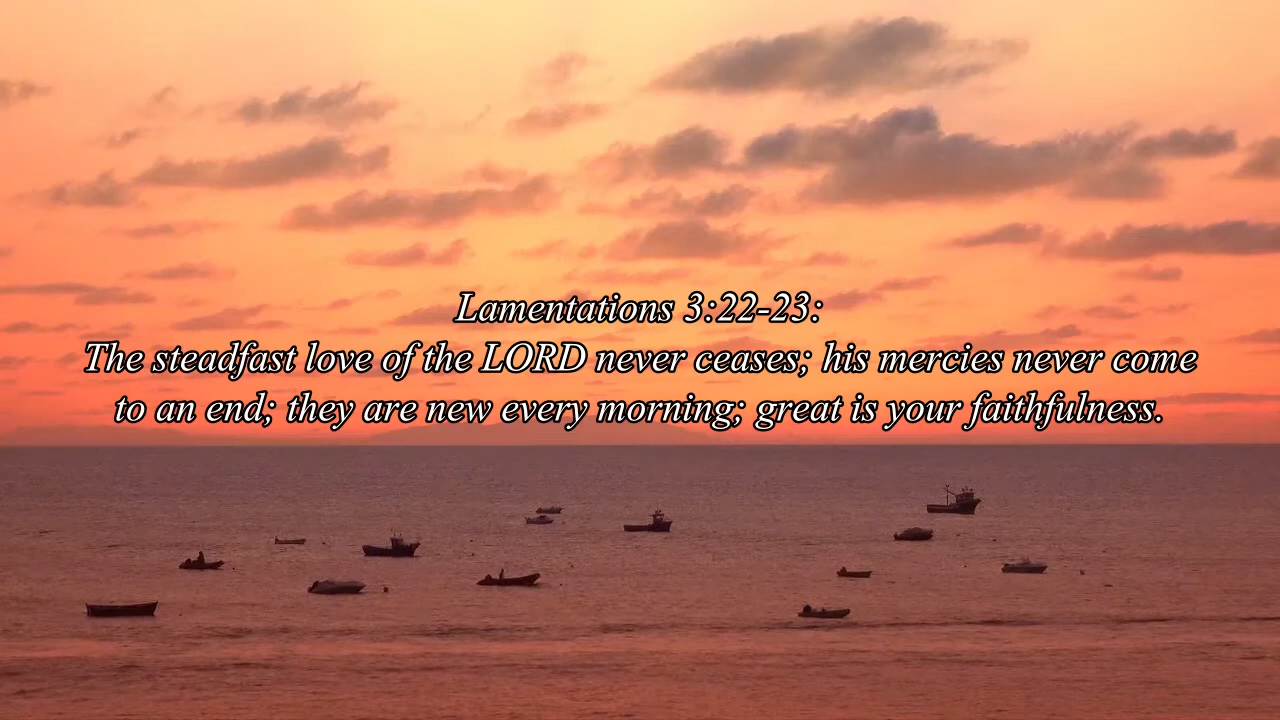 Lamentations 3:22-23:
The steadfast love of the LORD never ceases; his mercies never come
to an end; they are new every morning; great is your faithfulness.